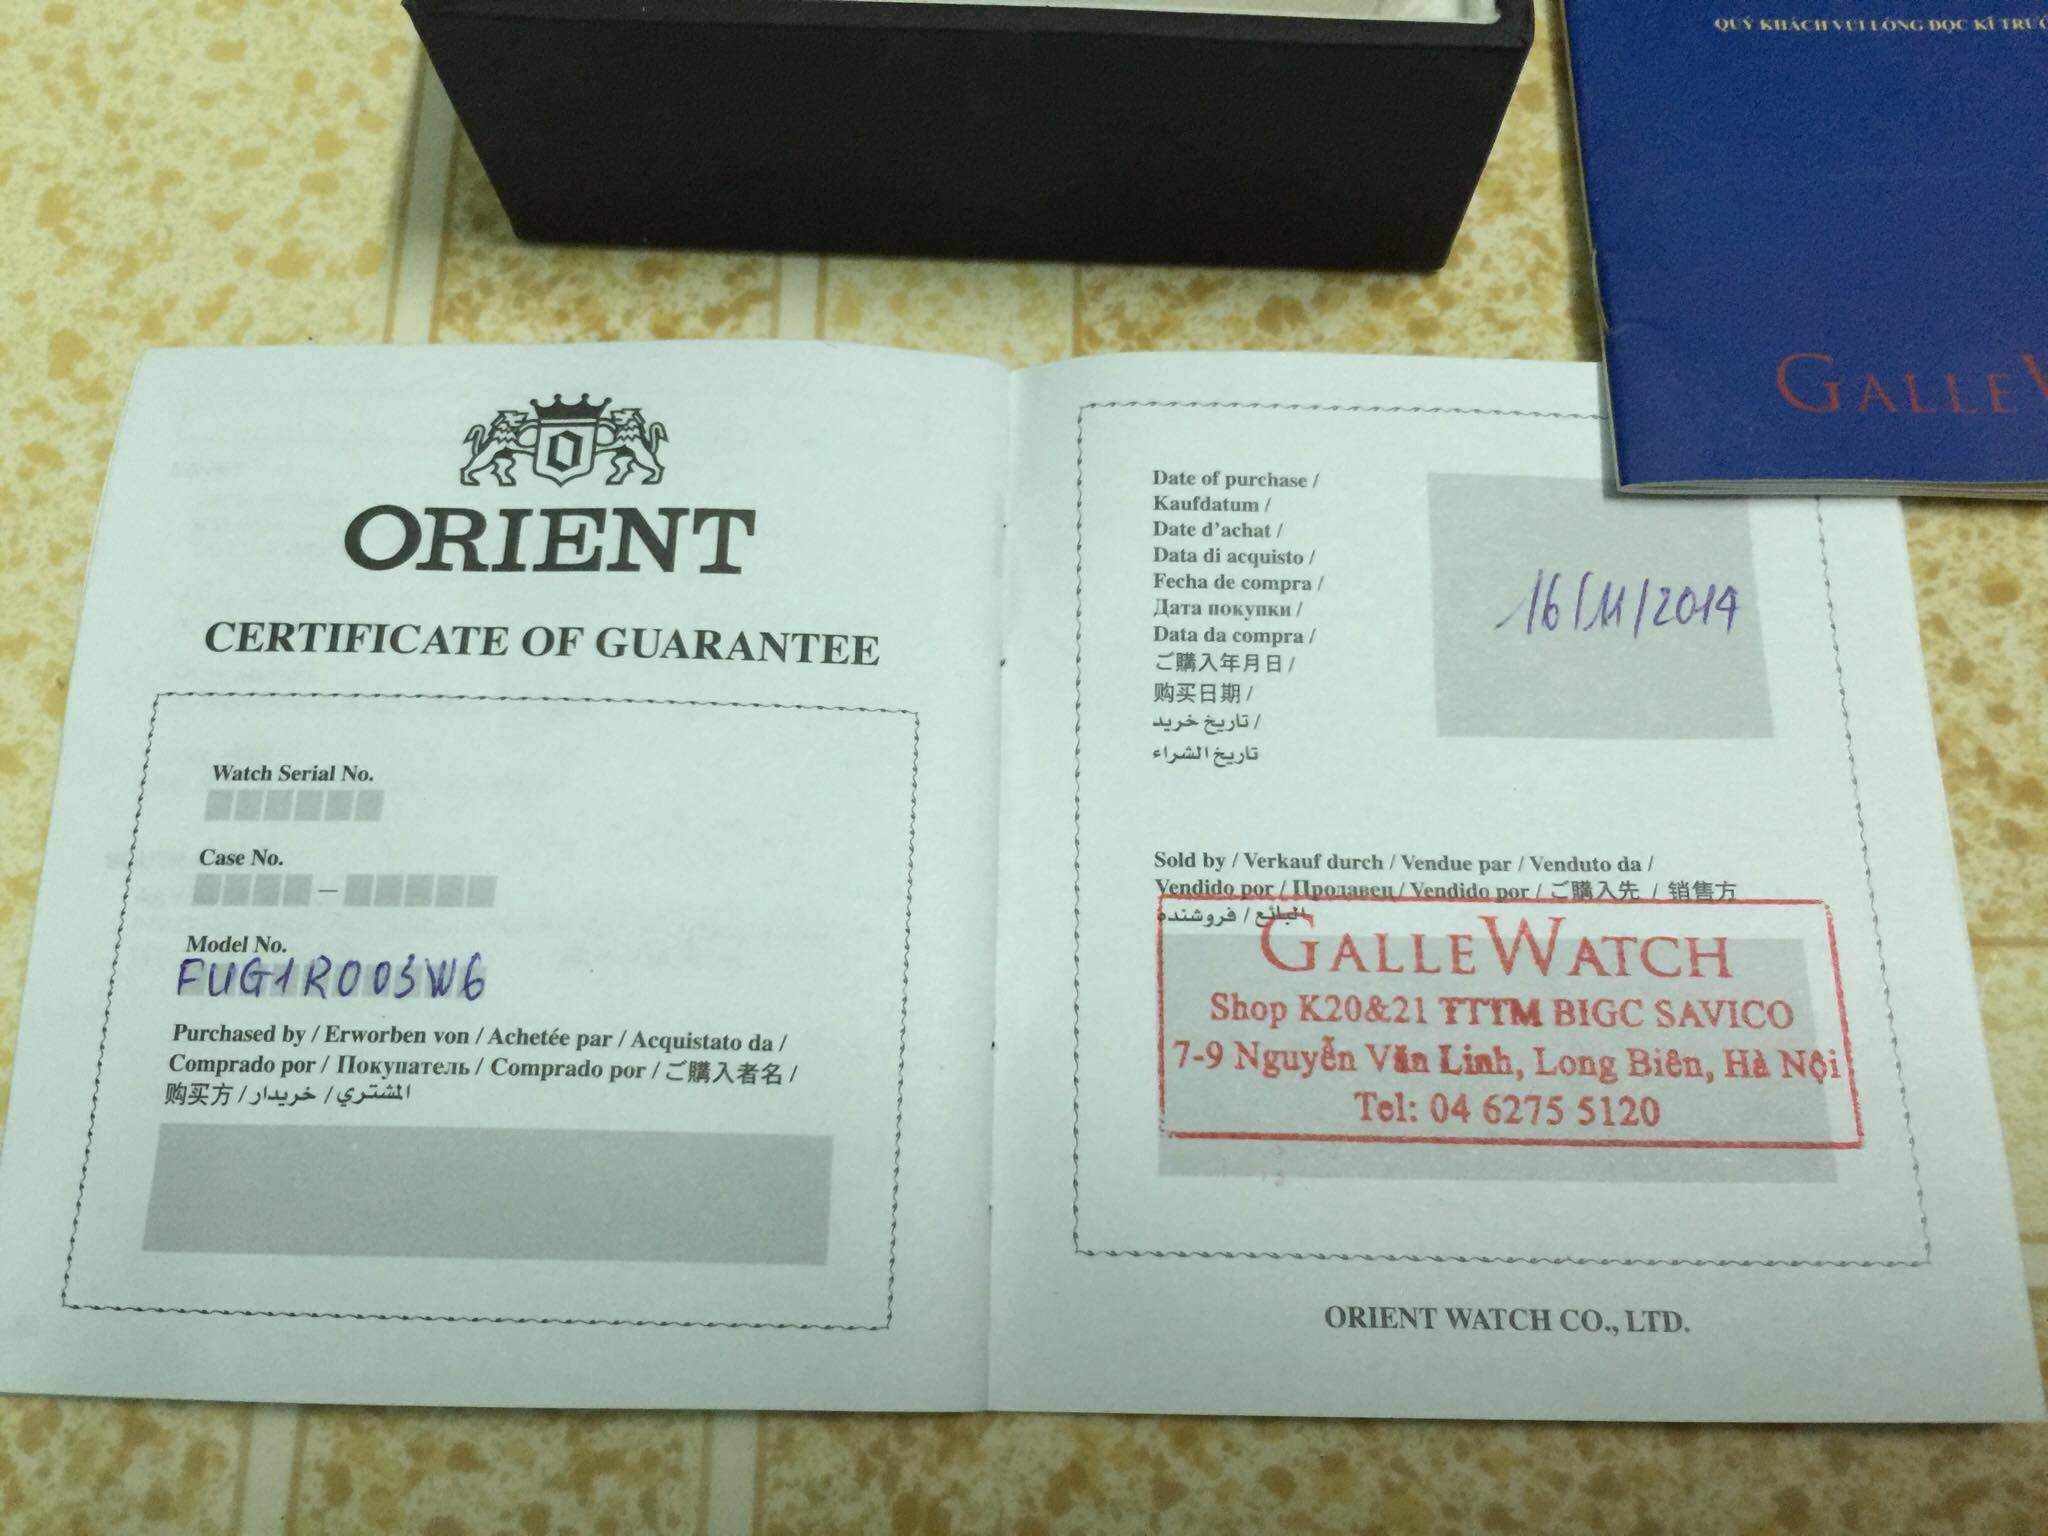 QUÝ KHÁCH VUI LÒNG ĐỌC KĨ
GALLE
ORIENT
CERTIFICATE OF GUARANTEE
Watch Serial No.
Case No.
Model No.
FUG1R003W6
Purchased by / Erworben von / Achetée par / Acquistato da /
Comprado por / Покупатель / Comprado por / ご購入者名 /
购买方 / خریدار / المشتري
Date of purchase /
Kaufdatum /
Date d'achat /
Data di acquisto /
Fecha de compra /
Дата покупки /
Data da compra /
ご購入年月日 /
购买日期 /
تاریخ خرید /
تاريخ الشراء
16/11/2014
Sold by / Verkauf durch / Vendue par / Venduto da /
Vendido por / Продавец / Vendido por / ご購入先 / 销售方
فروشنده / البائع
GALLE WATCH
Shop K20&21 TTTM BIGC SAVICO
7-9 Nguyễn Văn Linh, Long Biên, Hà Nội
Tel: 04 6275 5120
ORIENT WATCH CO., LTD.